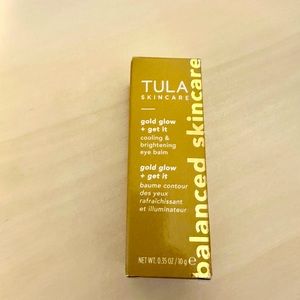 TULA
SKINCARE
gold glow
+ get it
cooling &
brightening
eye balm
gold glow
+ get it
baume contour
des yeux
rafraîchissant
et illuminateur
NET WT. 0.35 OZ / 10 g ℮
balanced skincare